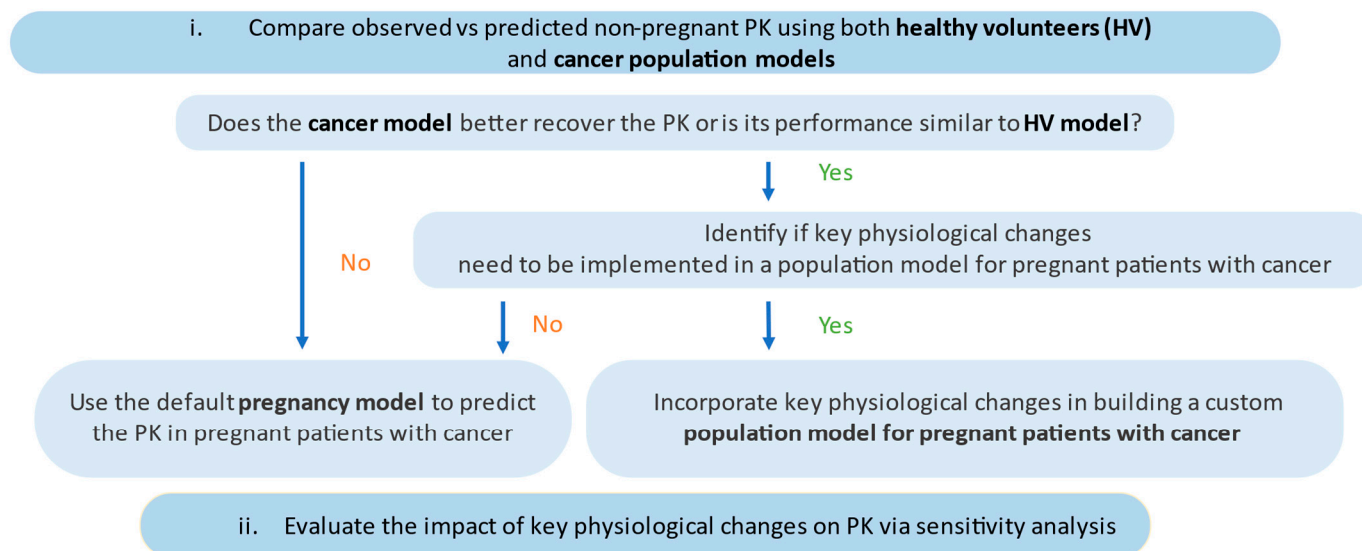 i. Compare observed vs predicted non-pregnant PK using both healthy volunteers (HV)
and cancer population models
Does the cancer model better recover the PK or is its performance similar to HV model?
Yes
Identify if key physiological changes
need to be implemented in a population model for pregnant patients with cancer
No
No
Yes
Use the default pregnancy model to predict
the PK in pregnant patients with cancer
Incorporate key physiological changes in building a custom
population model for pregnant patients with cancer
ii. Evaluate the impact of key physiological changes on PK via sensitivity analysis